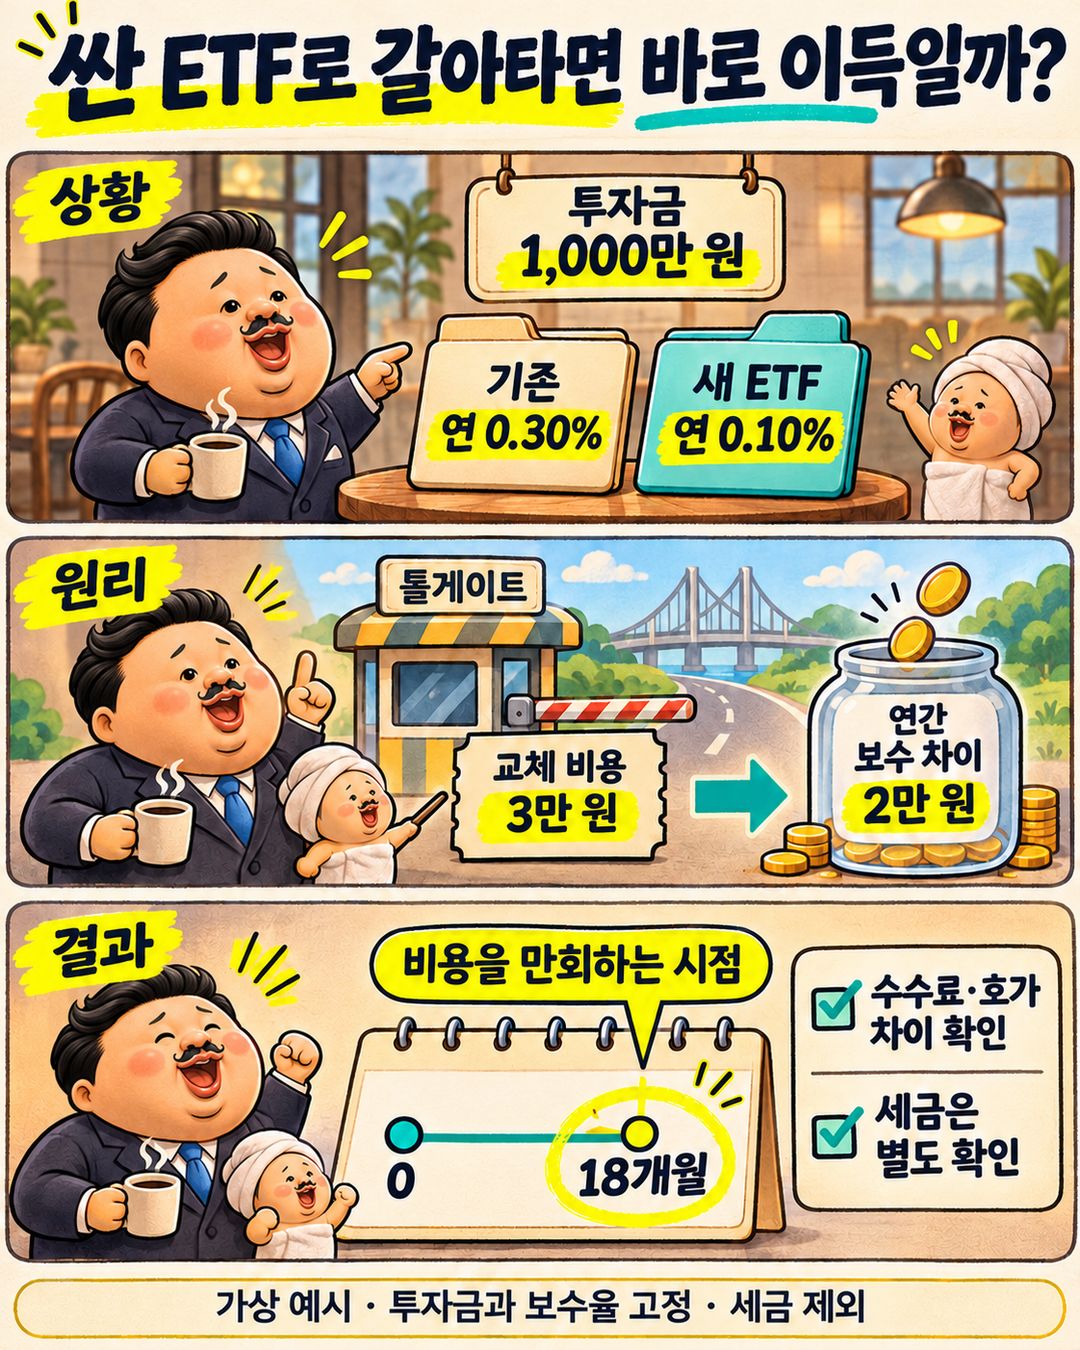 싼 ETF로 갈아타면 바로 이득일까?
상황
투자금
1,000만 원
기존
연 0.30%
새 ETF
연 0.10%
원리
톨게이트
교체 비용
3만 원
연간
보수 차이
2만 원
결과
비용을 만회하는 시점
0
18개월
수수료·호가
차이 확인
세금은
별도 확인
가상 예시 · 투자금과 보수율 고정 · 세금 제외